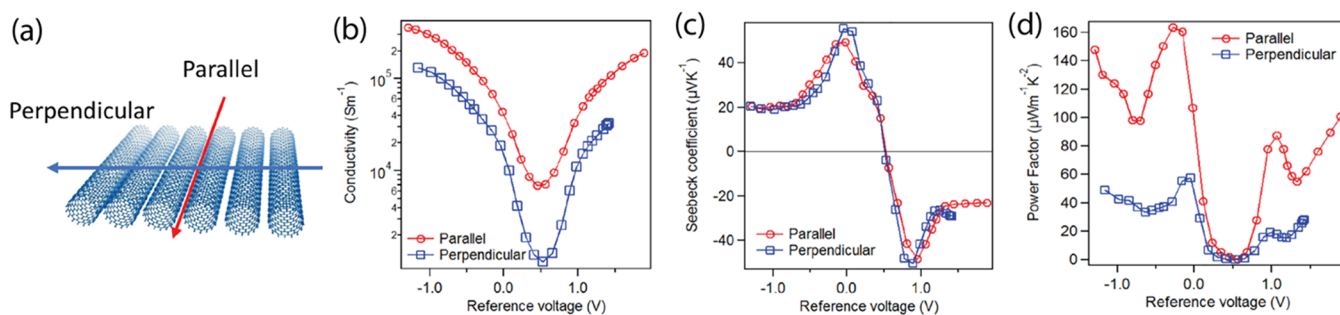 (a)
Parallel
Perpendicular
(b)
Conductivity (Sm⁻¹)
2
10⁵
6
4
2
10⁴
6
4
2
Parallel
Perpendicular
-1.0
0.0
1.0
Reference voltage (V)
(c)
Seebeck coefficient (μVK⁻¹)
40
20
0
-20
-40
Parallel
Perpendicular
-1.0
0.0
1.0
Reference voltage (V)
(d)
Power Factor (μWm⁻¹K⁻²)
160
140
120
100
80
60
40
20
0
Parallel
Perpendicular
-1.0
0.0
1.0
Reference voltage (V)